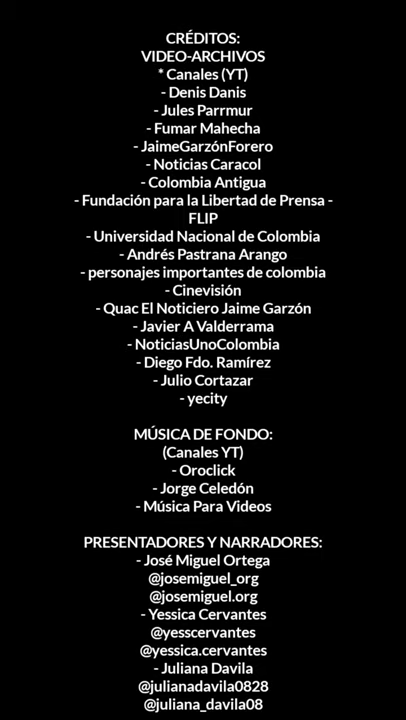 CRÉDITOS:
VIDEO-ARCHIVOS
* Canales (YT)
- Denis Danis
- Jules Parrmur
- Fumar Mahecha
- JaimeGarzónForero
- Noticias Caracol
- Colombia Antigua
- Fundación para la Libertad de Prensa -
FLIP
- Universidad Nacional de Colombia
- Andrés Pastrana Arango
- personajes importantes de colombia
- Cinevisión
- Quac El Noticiero Jaime Garzón
- Javier A Valderrama
- NoticiasUnoColombia
- Diego Fdo. Ramírez
- Julio Cortazar
- yecity
MÚSICA DE FONDO:
(Canales YT)
- Oroclick
- Jorge Celedón
- Música Para Videos
PRESENTADORES Y NARRADORES:
- José Miguel Ortega
@josemiguel_org
@josemiguel.org
- Yessica Cervantes
@yesscervantes
@yessica.cervantes
- Juliana Davila
@julianadavila0828
@juliana_davila08